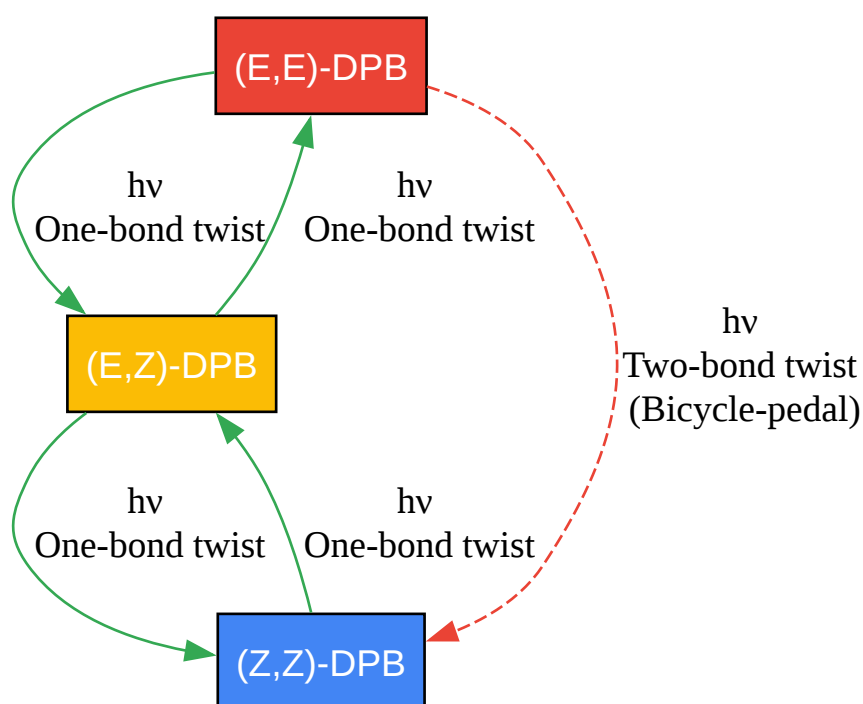 (E,E)-DPB
hν
One-bond twist
hν
One-bond twist
hν
Two-bond twist
(Bicycle-pedal)
(E,Z)-DPB
hν
One-bond twist
hν
One-bond twist
(Z,Z)-DPB